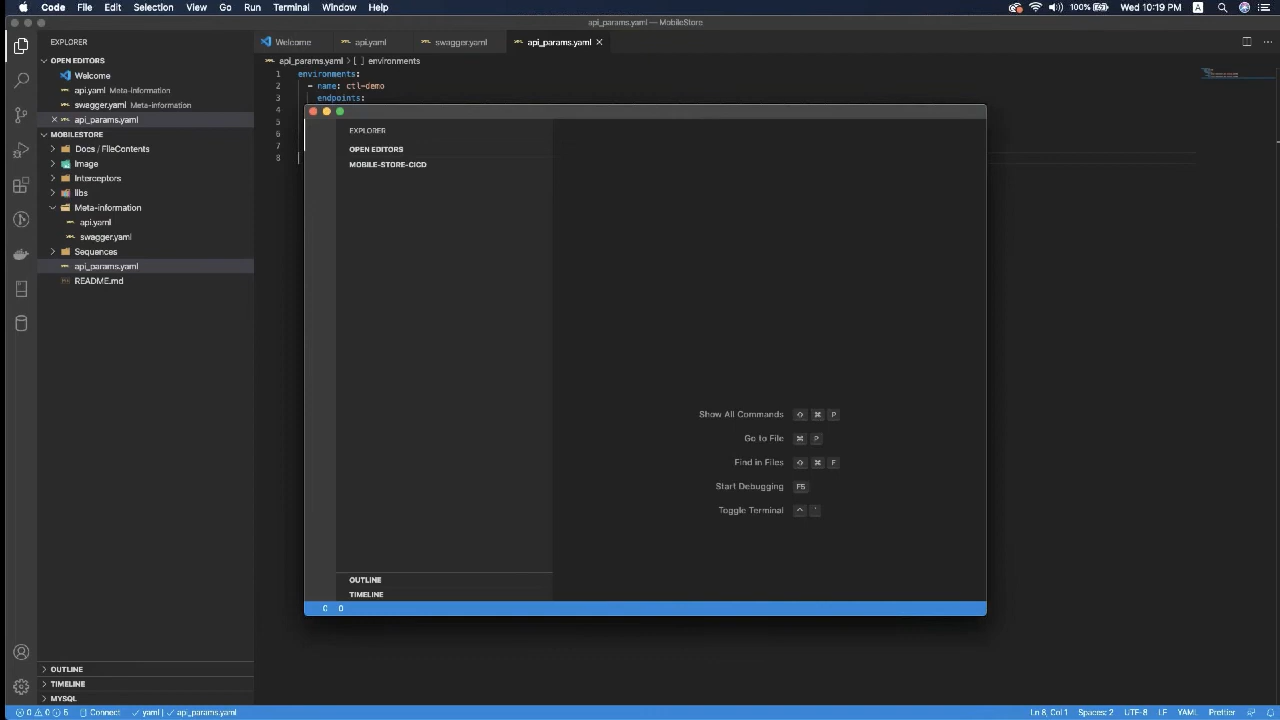 Code File Edit Selection View Go Run Terminal Window Help
100% Wed 10:19 PM A
api_params.yaml — MobileStore
EXPLORER
OPEN EDITORS
Welcome
api.yaml Meta-information
swagger.yaml Meta-information
api_params.yaml
MOBILESTORE
Docs / FileContents
Image
Interceptors
libs
Meta-information
api.yaml
swagger.yaml
Sequences
api_params.yaml
README.md
OUTLINE
TIMELINE
MYSQL
Welcome api.yaml swagger.yaml api_params.yaml
api_params.yaml > [ ] environments
1 environments:
2 - name: ctl-demo
3 endpoints:
4
5
6
7
8
EXPLORER
OPEN EDITORS
MOBILE-STORE-CICD
OUTLINE
TIMELINE
Show All Commands ⇧ ⌘ P
Go to File ⌘ P
Find in Files ⇧ ⌘ F
Start Debugging F5
Toggle Terminal ^ `
0
0 0 5 Connect yaml | api_params.yaml
Ln 8, Col 1 Spaces: 2 UTF-8 LF YAML Prettier